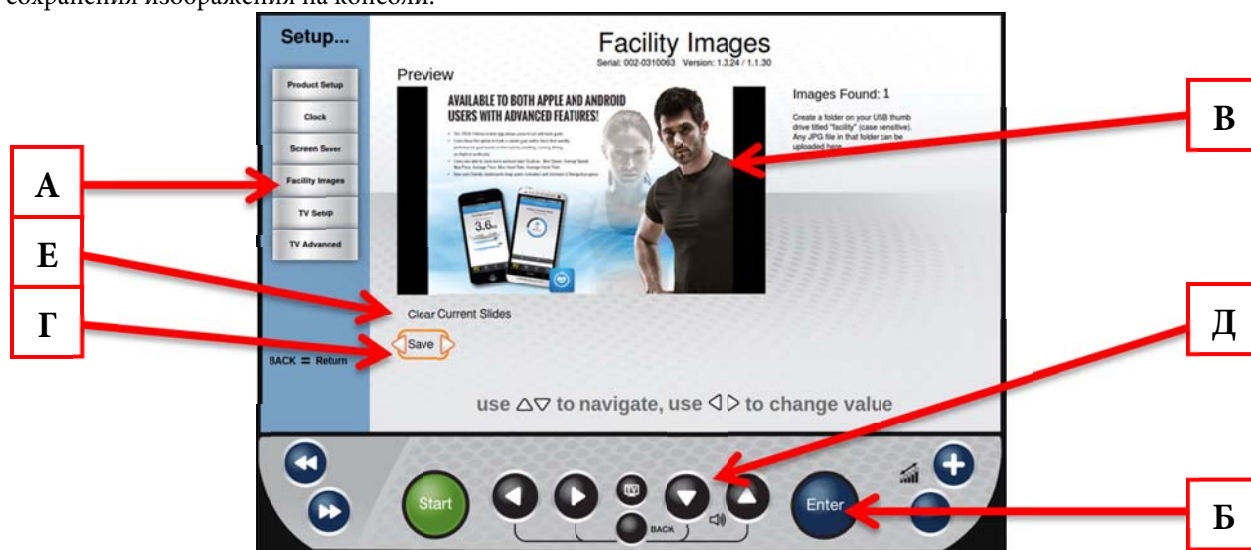 сохранения изображения на консоли.
Setup...
Facility Images
Serial: 002-0310063 Version: 1.3.24 / 1.1.30
Preview
Product Setup
Clock
Screen Saver
Facility Images
TV Setup
TV Advanced
BACK = Return
AVAILABLE TO BOTH APPLE AND ANDROID
USERS WITH ADVANCED FEATURES!
3.6
Images Found: 1
Create a folder on your USB thumb
drive titled "facility" (case sensitive).
Any JPG file in that folder can be
uploaded here
Clear Current Slides
Save
use △▽ to navigate, use ◁ ▷ to change value
Start
TV
BACK
Enter
А
Е
Г
В
Д
Б